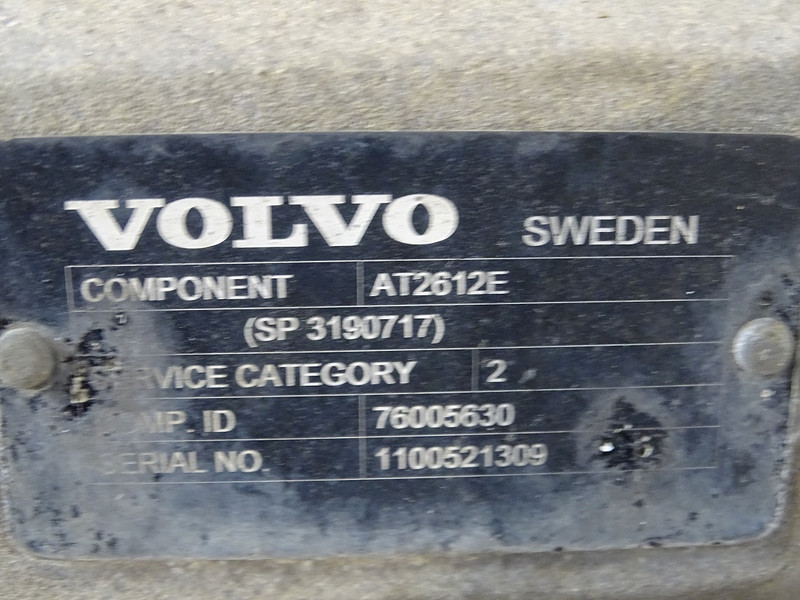 VOLVO SWEDEN
COMPONENT AT2612E
(SP 3190717)
SERVICE CATEGORY 2
COMP. ID 76005630
SERIAL NO. 1100521309